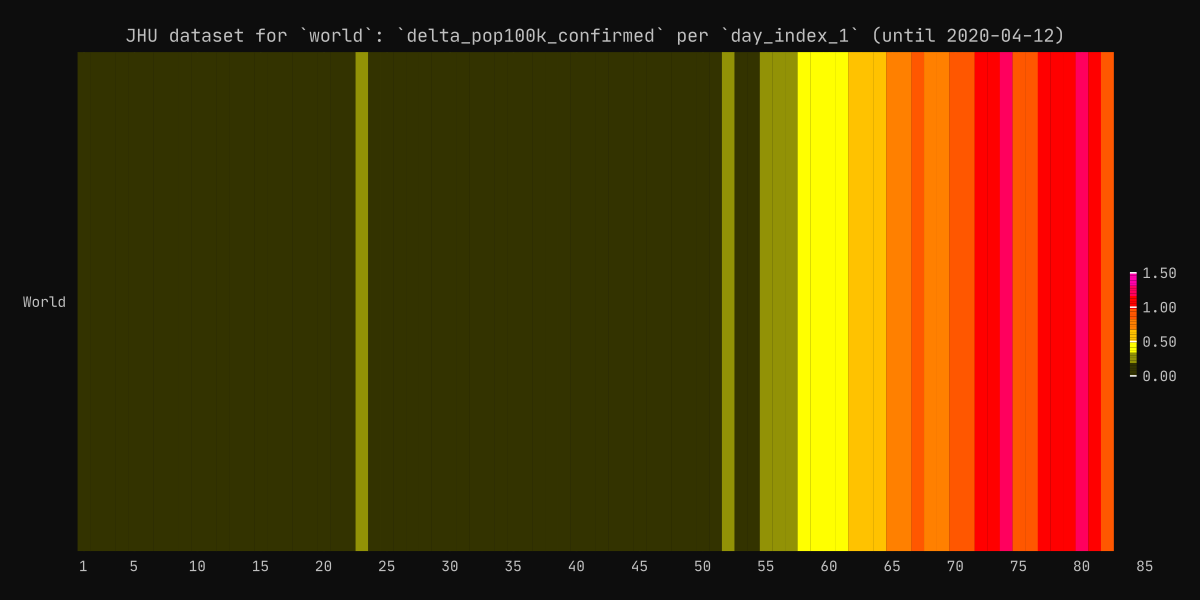 JHU dataset for `world`: `delta_pop100k_confirmed` per `day_index_1` (until 2020-04-12)
World
1.50
1.00
0.50
0.00
1 5 10 15 20 25 30 35 40 45 50 55 60 65 70 75 80 85